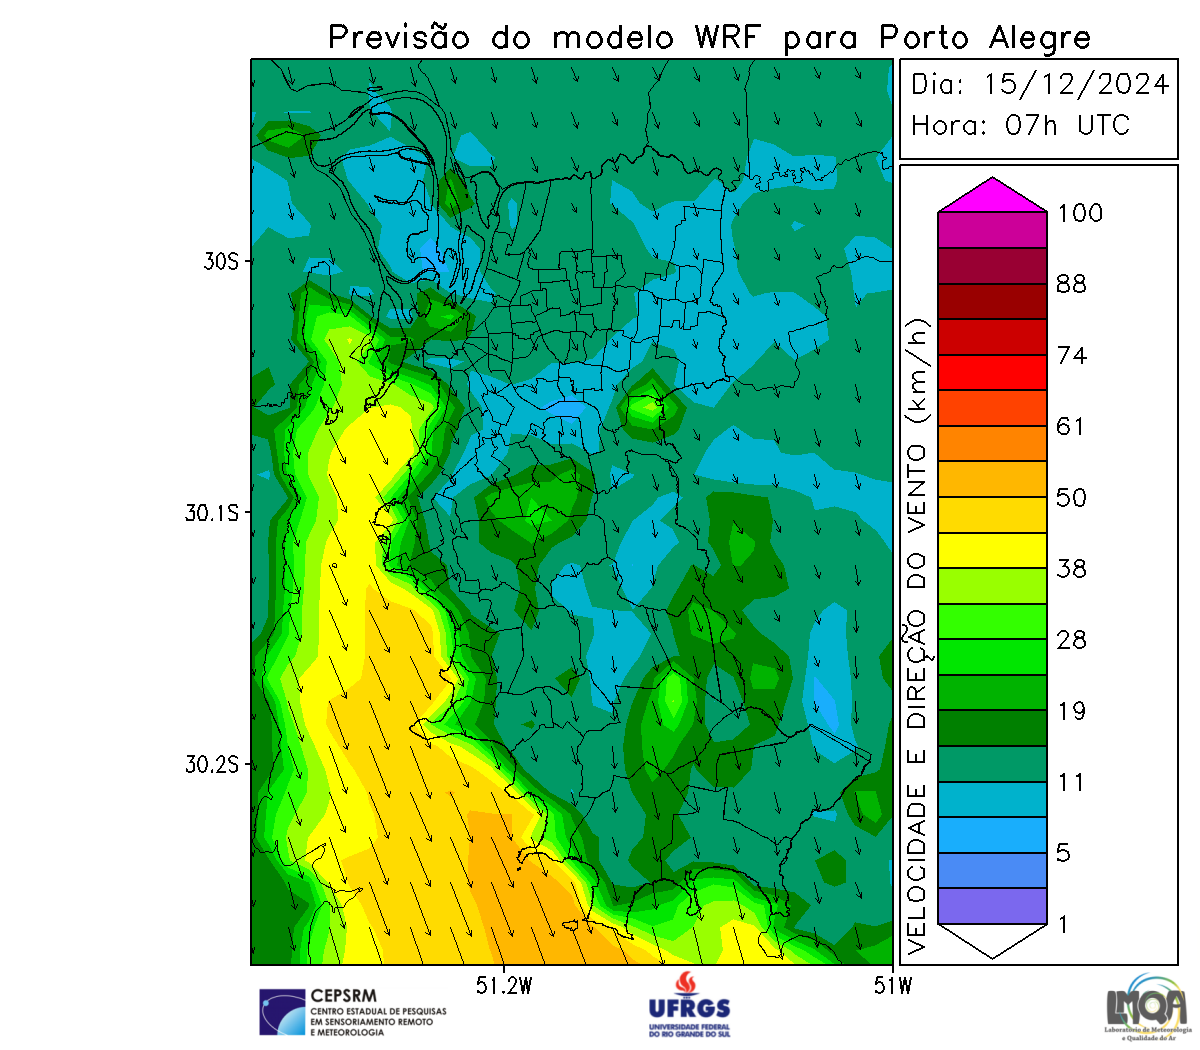 Previsão do modelo WRF para Porto Alegre
Dia: 15/12/2024
Hora: 07h UTC
30S
30.1S
30.2S
51.2W
51W
VELOCIDADE E DIREÇÃO DO VENTO (km/h)
100
88
74
61
50
38
28
19
11
5
1
CEPSRM
CENTRO ESTADUAL DE PESQUISAS
EM SENSORIAMENTO REMOTO
E METEOROLOGIA
UFRGS
UNIVERSIDADE FEDERAL
DO RIO GRANDE DO SUL
LMQA
Laboratório de Meteorologia
e Qualidade do Ar